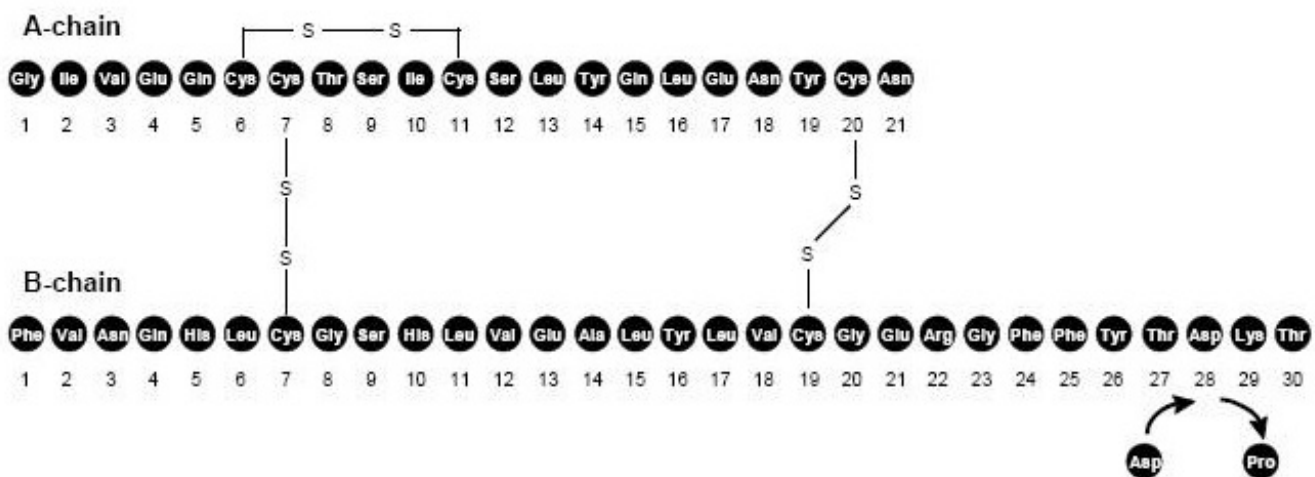 A-chain
S S
Gly Ile Val Glu Gln Cys Cys Thr Ser Ile Cys Ser Leu Tyr Gln Leu Glu Asn Tyr Cys Asn
1 2 3 4 5 6 7 8 9 10 11 12 13 14 15 16 17 18 19 20 21
S S
S S
B-chain
Phe Val Asn Gln His Leu Cys Gly Ser His Leu Val Glu Ala Leu Tyr Leu Val Cys Gly Glu Arg Gly Phe Phe Tyr Thr Asp Lys Thr
1 2 3 4 5 6 7 8 9 10 11 12 13 14 15 16 17 18 19 20 21 22 23 24 25 26 27 28 29 30
Asp Pro